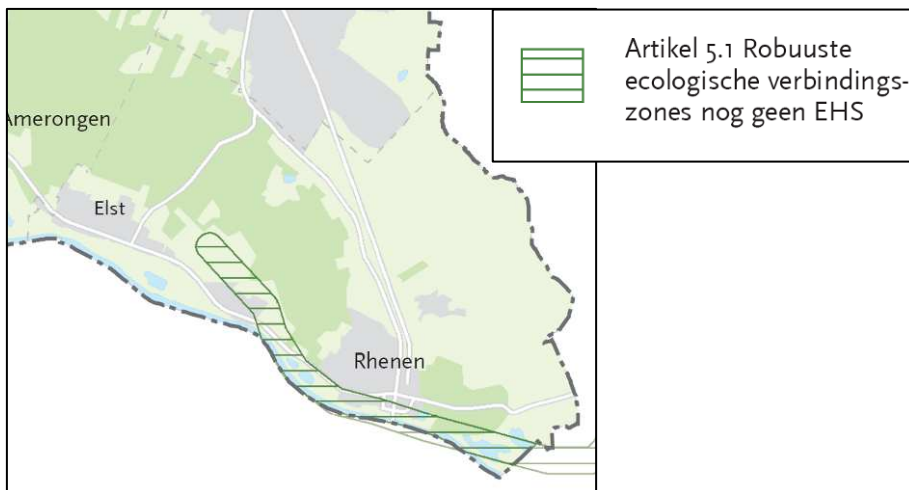 Artikel 5.1 Robuuste
ecologische verbindings-
zones nog geen EHS
Amerongen
Elst
Rhenen